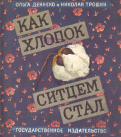 ОЛЬГА ДЕЙНЕКО и НИКОЛАЙ ТРОШИН
КАК
ХЛОПОК
СИТЦЕМ
СТАЛ
ГОСУДАРСТВЕННОЕ ИЗДАТЕЛЬСТВО